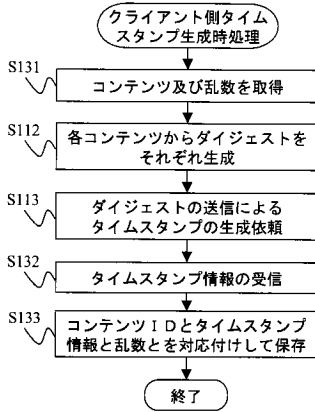 クライアント側タイム
スタンプ生成時処理
S131
コンテンツ及び乱数を取得
S112
各コンテンツからダイジェストを
それぞれ生成
S113
ダイジェストの送信による
タイムスタンプの生成依頼
S132
タイムスタンプ情報の受信
S133
コンテンツIDとタイムスタンプ
情報と乱数とを対応付けして保存
終了